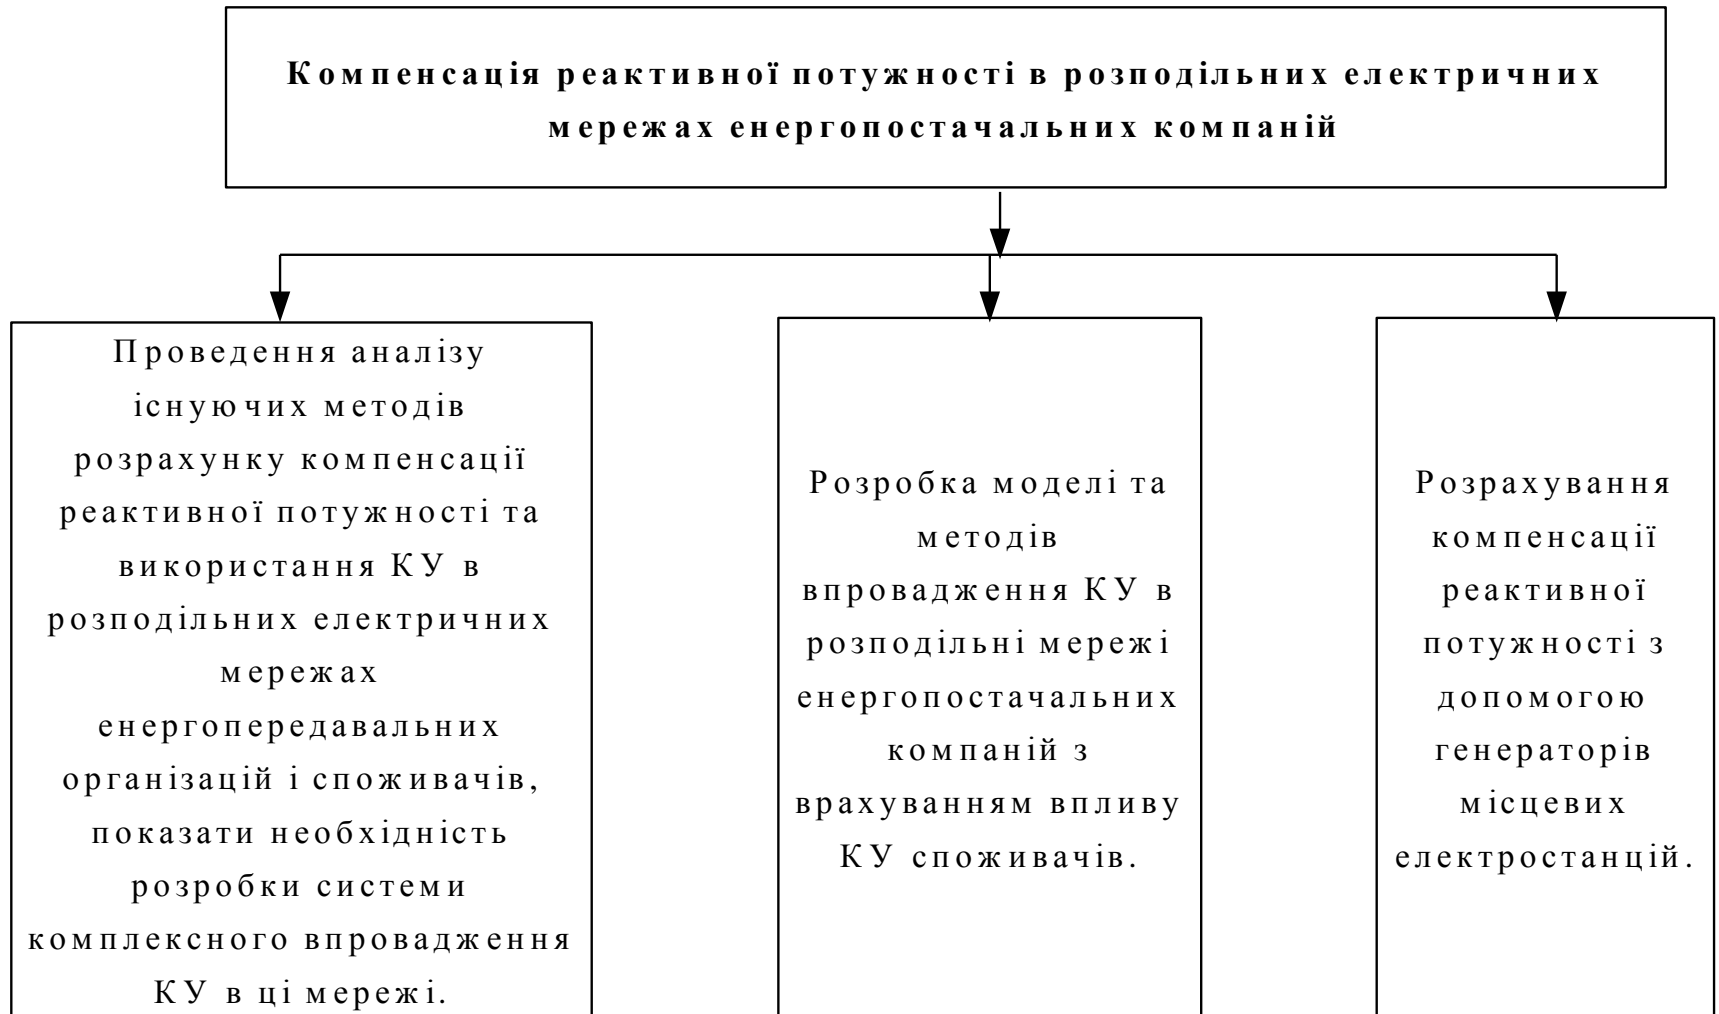 Компенсація реактивної потужності в розподільних електричних
мережах енергопостачальних компаній
Проведення аналізу
існуючих методів
розрахунку компенсації
реактивної потужності та
використання КУ в
розподільних електричних
мережах
енергопередавальних
організацій і споживачів,
показати необхідність
розробки системи
комплексного впровадження
КУ в ці мережі.
Розробка моделі та
методів
впровадження КУ в
розподільні мережі
енергопостачальних
компаній з
врахуванням впливу
КУ споживачів.
Розрахування
компенсації
реактивної
потужності з
допомогою
генераторів
місцевих
електростанцій.